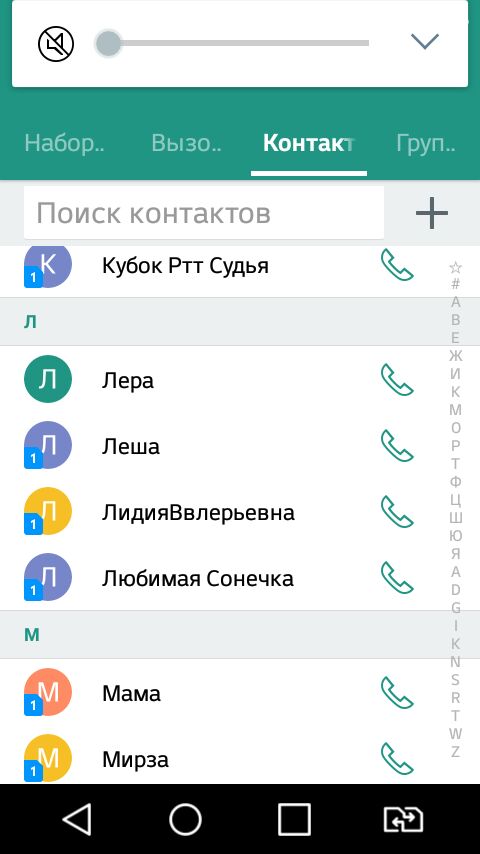 Набор..
Вызо..
Контакт
Груп..
Поиск контактов
К
1
Кубок Ртт Судья
Л
Л
Лера
Л
1
Леша
Л
1
ЛидияВвлерьевна
Л
1
Любимая Сонечка
М
М
1
Мама
М
1
Мирза
☆
#
А
В
Е
Ж
И
К
М
О
Р
Т
Ф
Ц
Ш
Ю
Я
A
D
G
I
K
N
S
R
T
W
Z